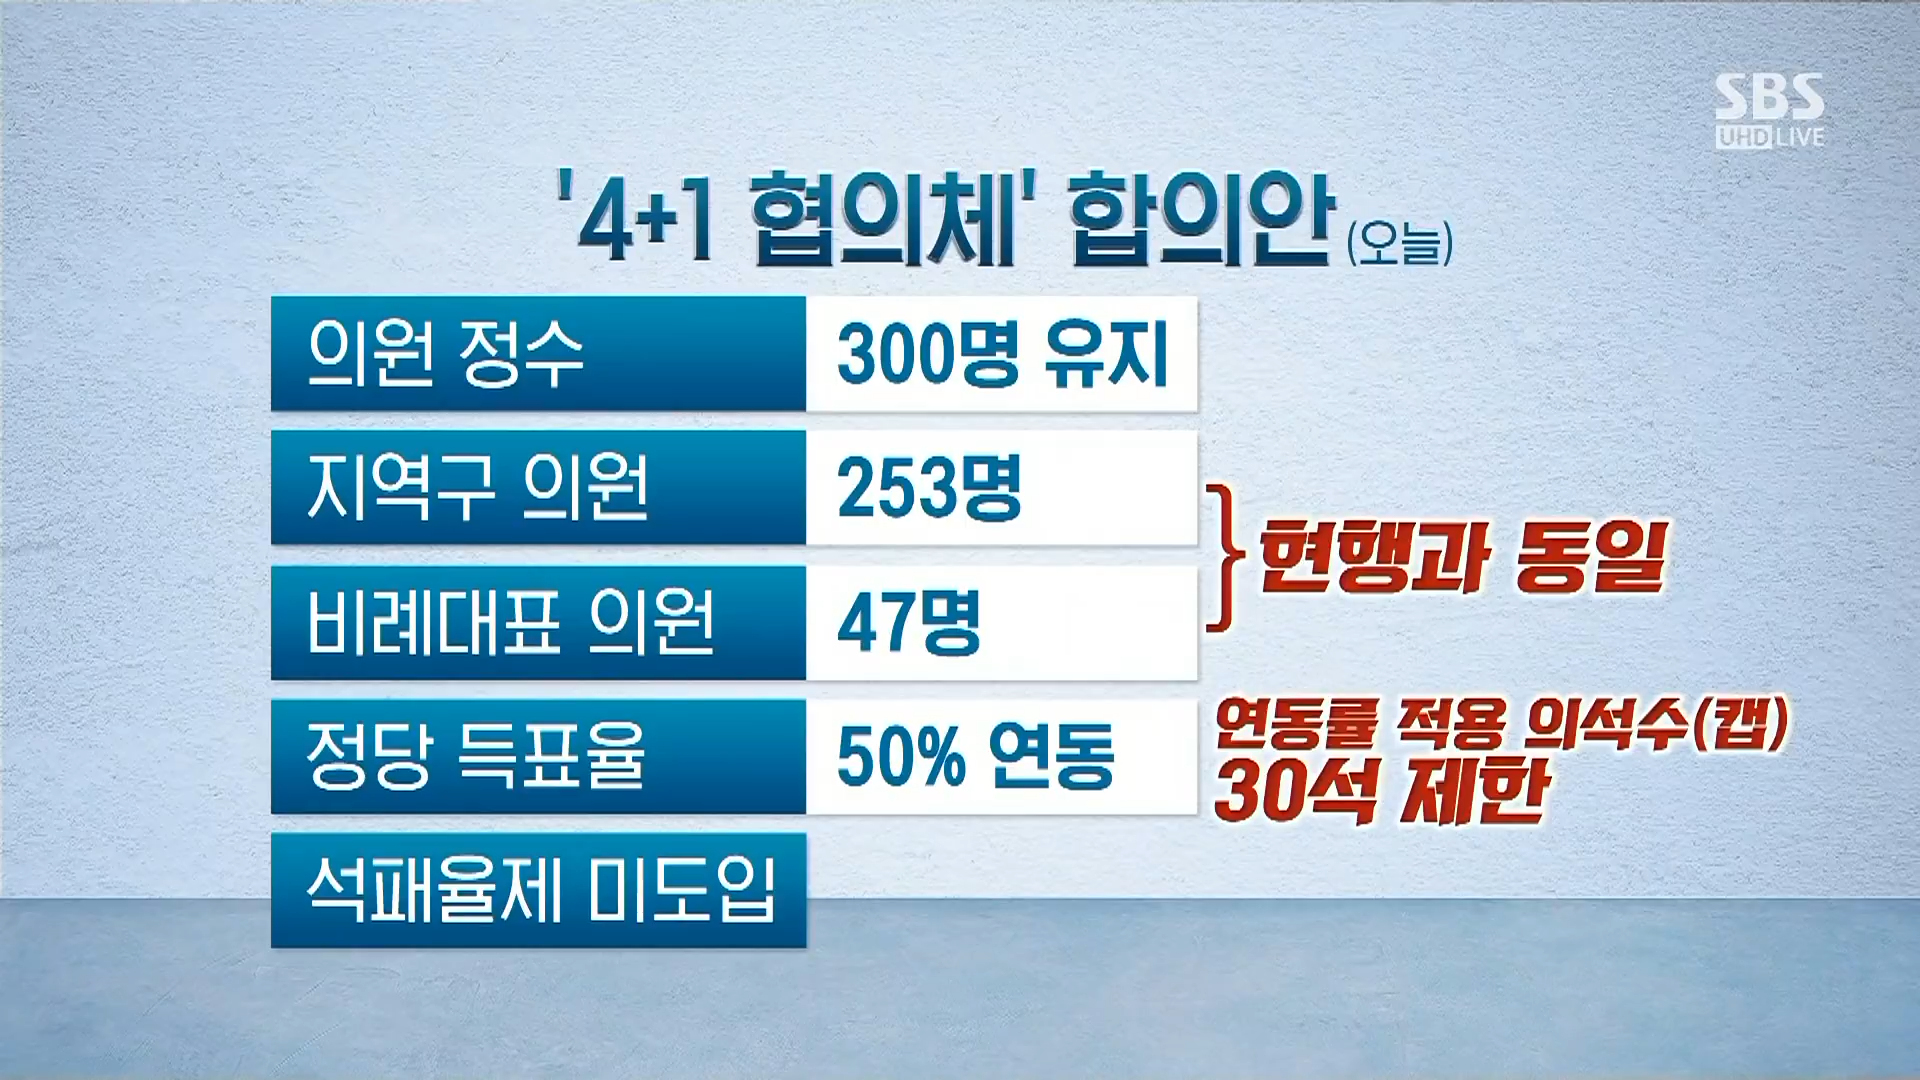 SBS
UHD LIVE
'4+1 협의체' 합의안 (오늘)
의원 정수 300명 유지
지역구 의원 253명
비례대표 의원 47명
현행과 동일
정당 득표율 50% 연동
연동률 적용 의석수(캡)
30석 제한
석패율제 미도입